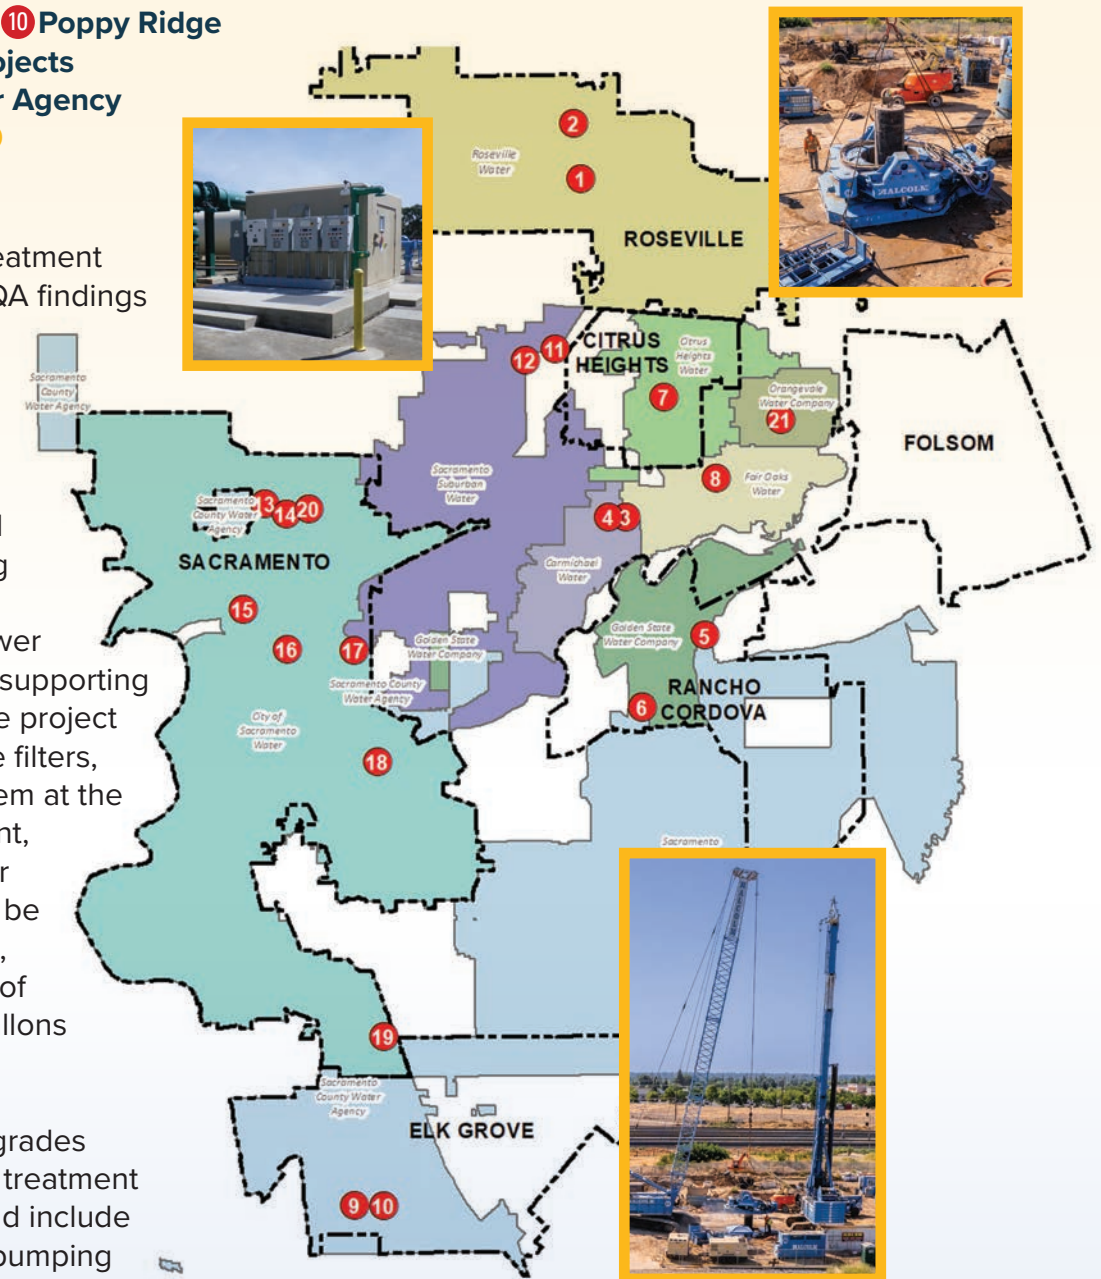 10 Poppy Ridge
ojects
r Agency
eatment
QA findings
g
wer
supporting
e project
e filters,
em at the
nt,
r
be
,
of
llons
grades
treatment
d include
pumping
2
Roseville
Water
1
ROSEVILLE
MALCOLM
Sacramento
County
Water Agency
CITRUS
HEIGHTS
11
12
Citrus
Heights
Water
7
Orangevale
Water Company
21
FOLSOM
Sacramento
Suburban
Water
8
Fair Oaks
Water
Sacramento
County Water
Agency
13
14
20
4
3
SACRAMENTO
Carmichael
Water
15
16
17
Golden State
Water Company
Golden State
Water Company
5
Sacramento County
Water Agency
RANCHO
CORDOVA
6
City of
Sacramento
Water
18
Sacramento
19
Sacramento
County Water
Agency
ELK GROVE
9
10